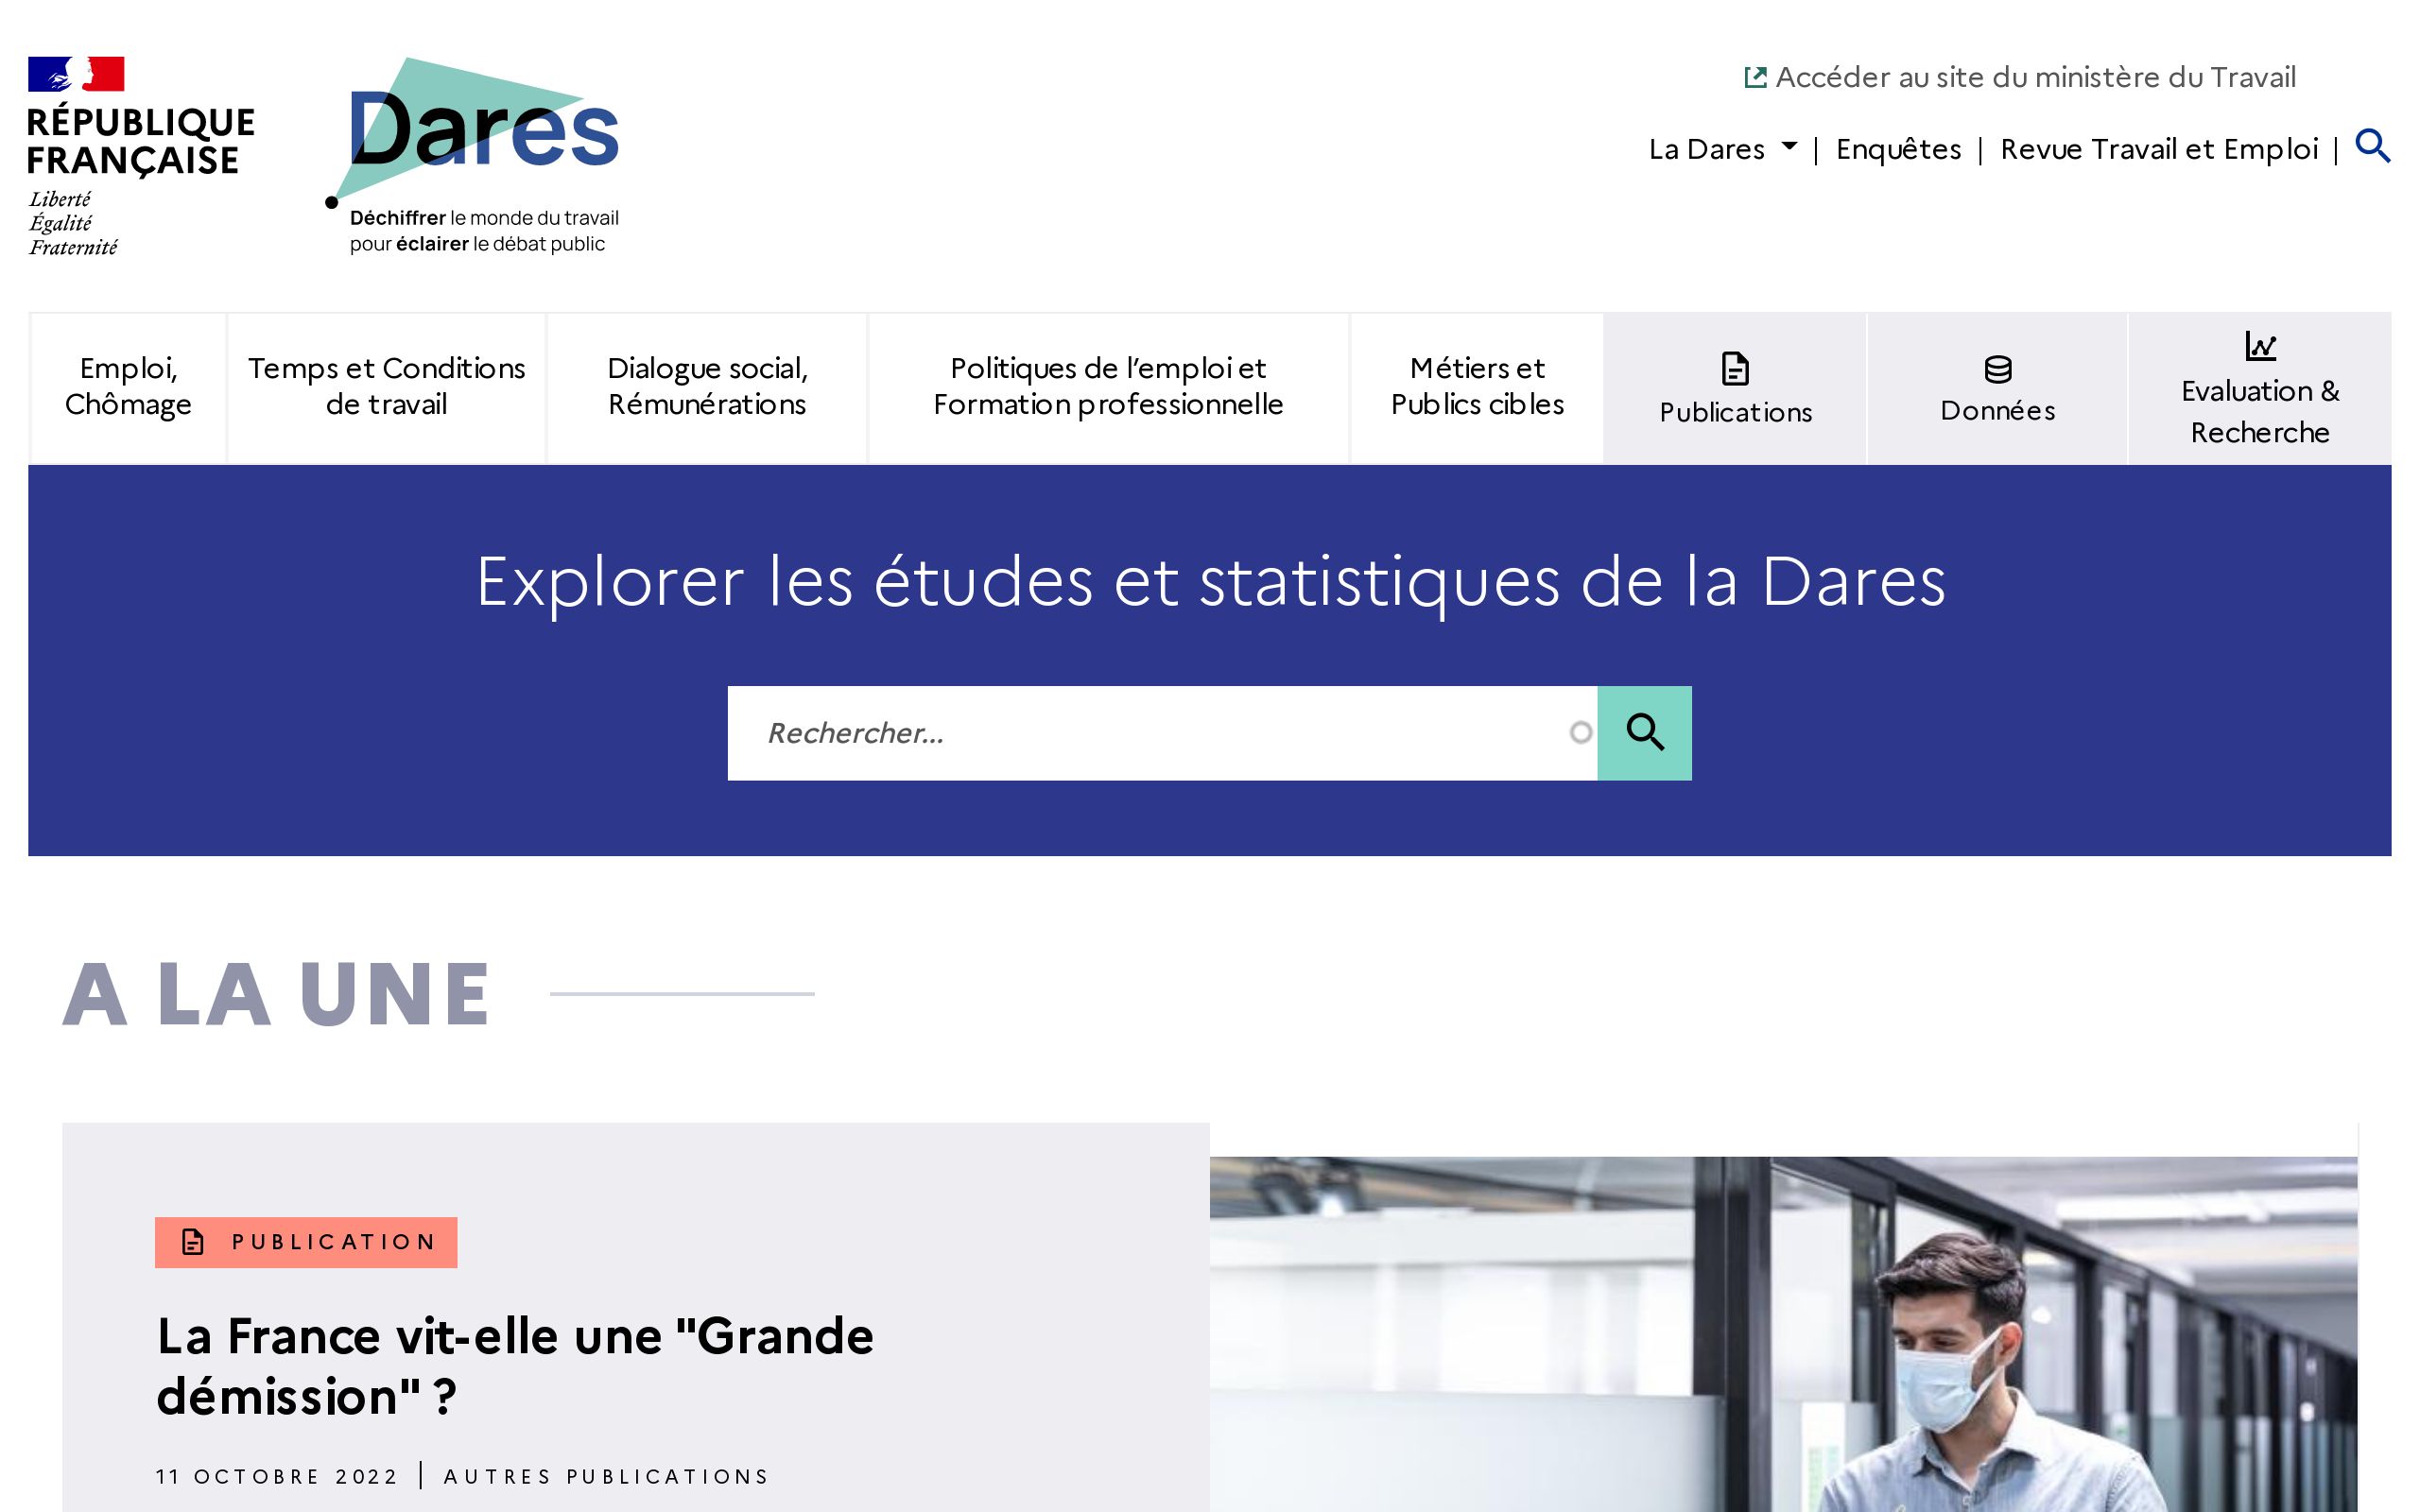 RÉPUBLIQUE
FRANÇAISE
Liberté
Égalité
Fraternité
Dares
Déchiffrer le monde du travail
pour éclairer le débat public
Accéder au site du ministère du Travail
La Dares | Enquêtes | Revue Travail et Emploi |
Emploi,
Chômage
Temps et Conditions
de travail
Dialogue social,
Rémunérations
Politiques de l’emploi et
Formation professionnelle
Métiers et
Publics cibles
Publications
Données
Evaluation &
Recherche
Explorer les études et statistiques de la Dares
Rechercher...
A LA UNE
PUBLICATION
La France vit-elle une "Grande
démission" ?
11 OCTOBRE 2022 | AUTRES PUBLICATIONS